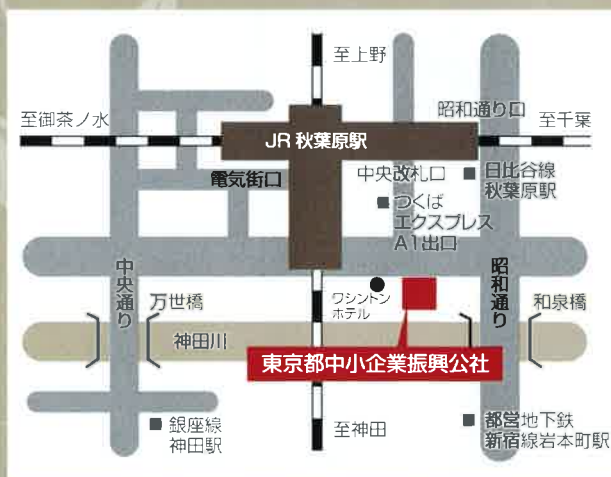 至上野
昭和通り口
至御茶ノ水
至千葉
JR 秋葉原駅
電気街口
中央改札口
日比谷線
秋葉原駅
つくば
エクスプレス
A1出口
中央通り
昭和通り
万世橋
ワシントン
ホテル
和泉橋
神田川
東京都中小企業振興公社
銀座線
神田駅
至神田
都営地下鉄
新宿線岩本町駅